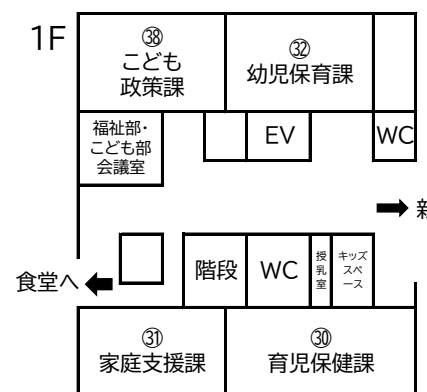 1F
㊳
こども
政策課
㉜
幼児保育課
福祉部・
こども部
会議室
EV
WC
➡ 新
階段
WC
授乳室
キッズ
スペ
ース
食堂へ ⬅
㉛
家庭支援課
㉚
育児保健課